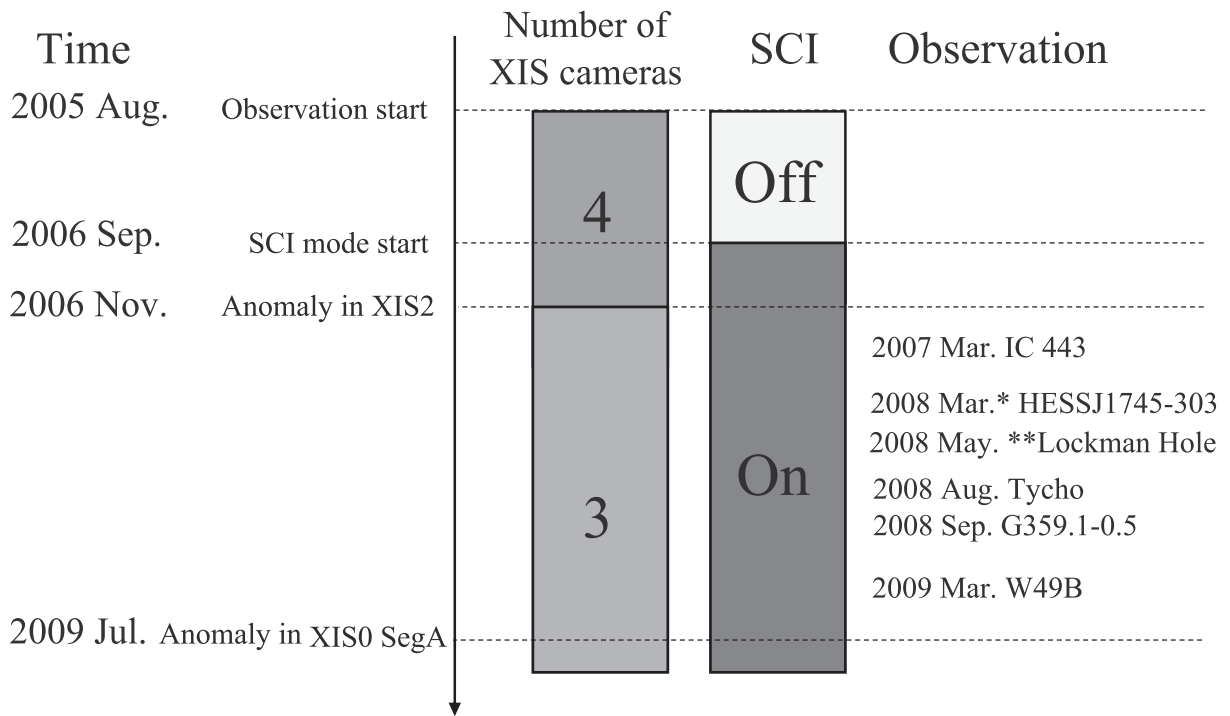 Time
Number of
XIS cameras
SCI
Observation
2005 Aug. Observation start
Off
4
2006 Sep. SCI mode start
2006 Nov. Anomaly in XIS2
2007 Mar. IC 443
2008 Mar.* HESSJ1745-303
2008 May. **Lockman Hole
On
2008 Aug. Tycho
3
2008 Sep. G359.1-0.5
2009 Mar. W49B
2009 Jul. Anomaly in XIS0 SegA